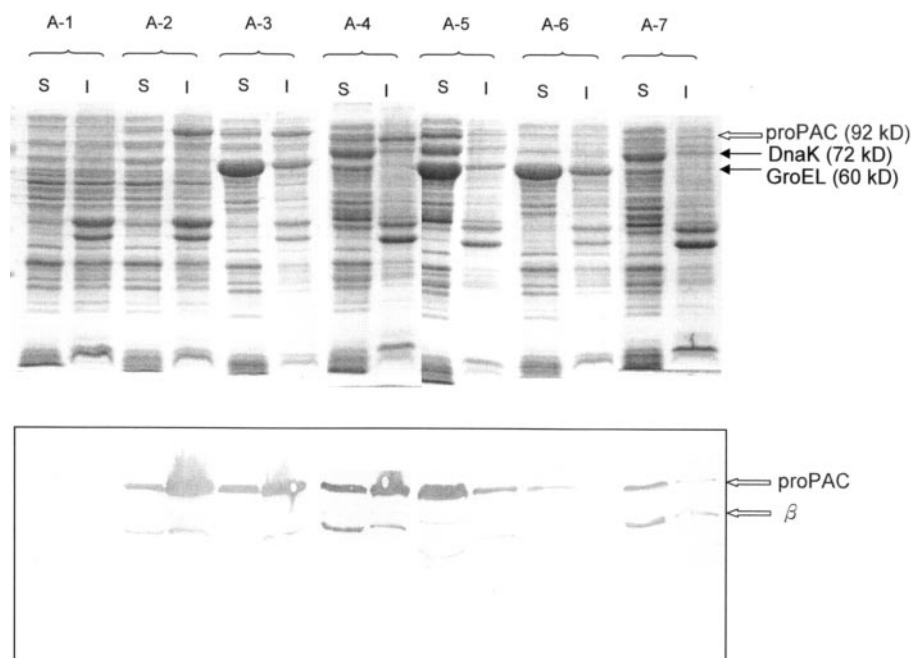 A-1 A-2 A-3 A-4 A-5 A-6 A-7
S I S I S I S I S I S I S I
proPAC (92 kD)
DnaK (72 kD)
GroEL (60 kD)
proPAC
β